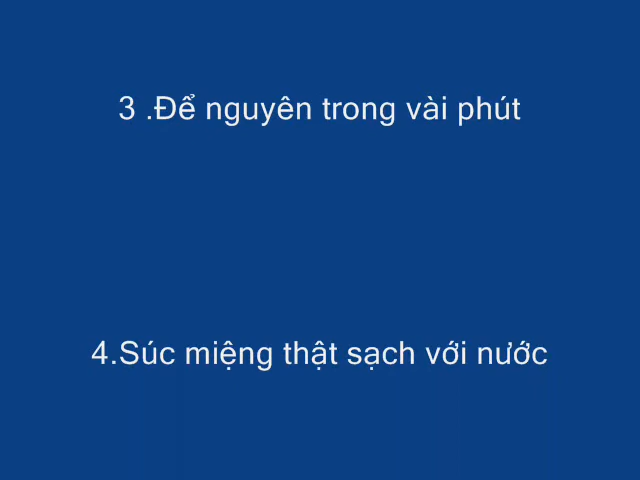 3 .Để nguyên trong vài phút
4.Súc miệng thật sạch với nước